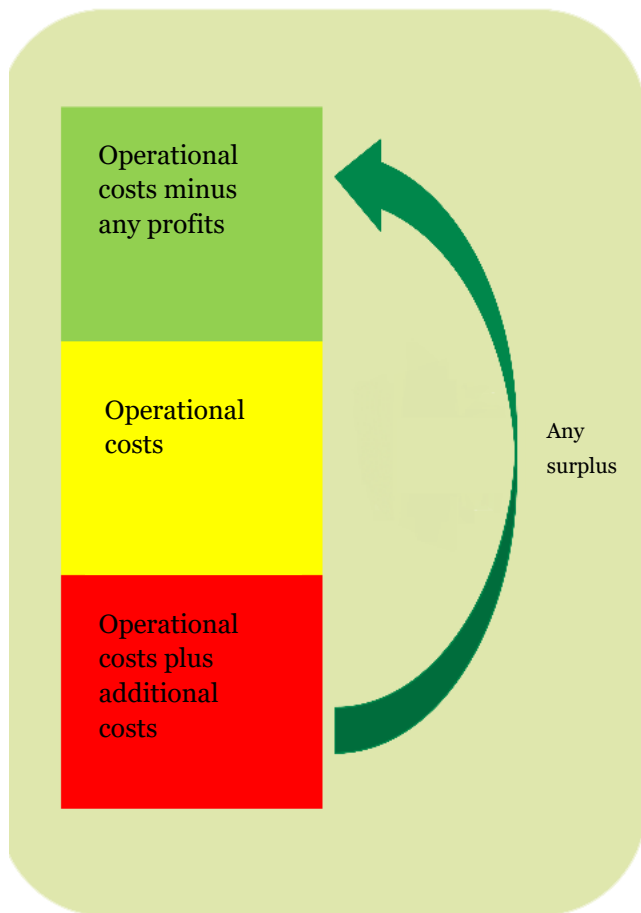 Operational
costs minus
any profits
Operational
costs
Any
surplus
Operational
costs plus
additional
costs